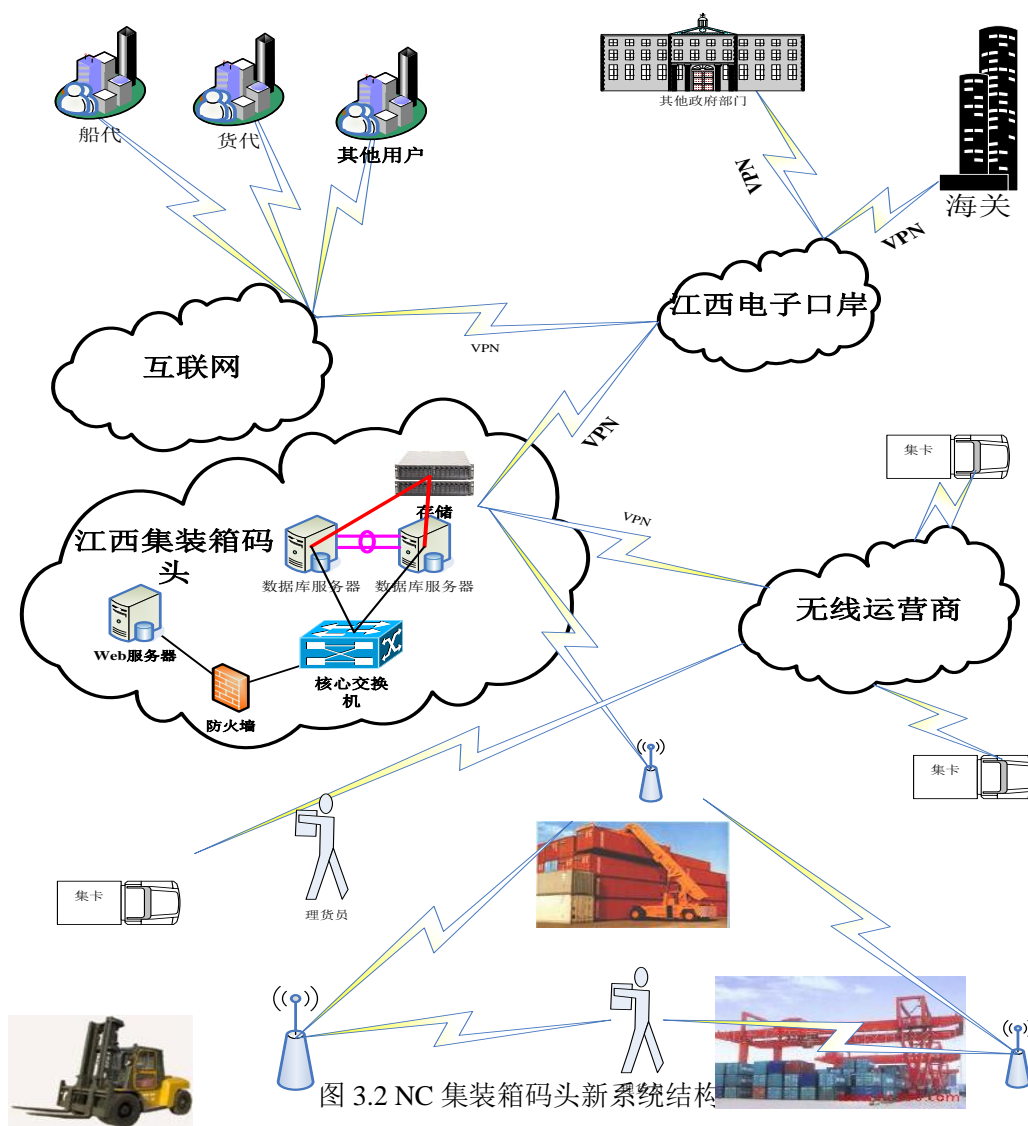 其他政府部门
船代
货代
其他用户
VPN
海关
VPN
江西电子口岸
互联网
VPN
VPN
集卡
存储
VPN
江西集装箱码
头
数据库服务器
数据库服务器
无线运营商
Web服务器
核心交换
机
防火墙
集卡
集卡
理货员
图 3.2 NC 集装箱码头新系统结构